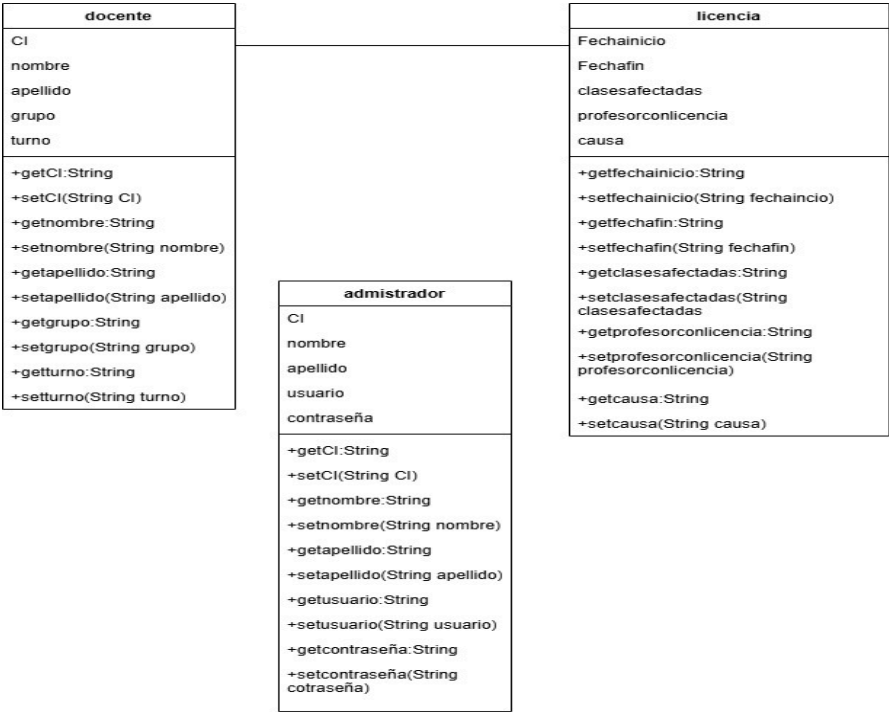 docente
CI
nombre
apellido
grupo
turno
+getCI:String
+setCI(String CI)
+getnombre:String
+setnombre(String nombre)
+getapellido:String
+setapellido(String apellido)
+getgrupo:String
+setgrupo(String grupo)
+getturno:String
+setturno(String turno)
licencia
Fechainicio
Fechafin
clasesafectadas
profesorconlicencia
causa
+getfechainicio:String
+setfechainicio(String fechaincio)
+getfechafin:String
+setfechafin(String fechafin)
+getclasesafectadas:String
+setclasesafectadas(String
clasesafectadas
+getprofesorconlicencia:String
+setprofesorconlicencia(String
profesorconlicencia)
+getcausa:String
+setcausa(String causa)
admistrador
CI
nombre
apellido
usuario
contraseña
+getCI:String
+setCI(String CI)
+getnombre:String
+setnombre(String nombre)
+getapellido:String
+setapellido(String apellido)
+getusuario:String
+setusuario(String usuario)
+getcontraseña:String
+setcontraseña(String
cotraseña)